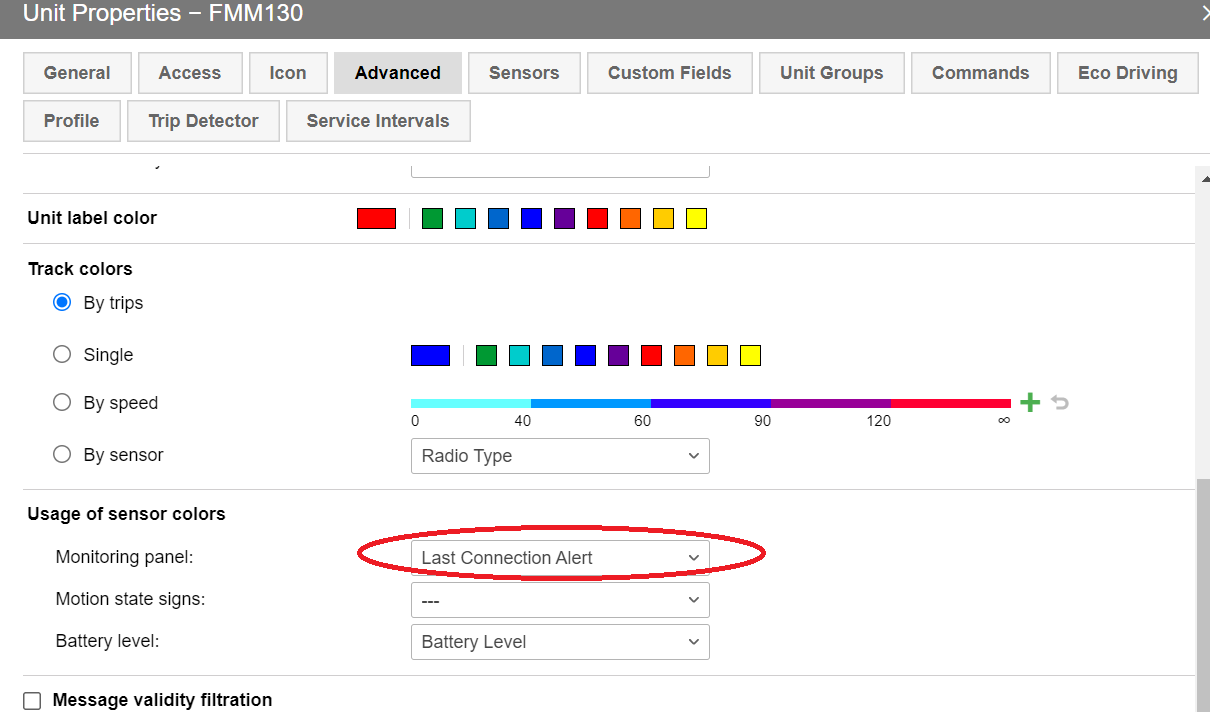 Unit Properties – FMM130
General Access Icon Advanced Sensors Custom Fields Unit Groups Commands Eco Driving
Profile Trip Detector Service Intervals
Unit label color
Track colors
By trips
Single
By speed
0 40 60 90 120 ∞
By sensor Radio Type
Usage of sensor colors
Monitoring panel: Last Connection Alert
Motion state signs: ---
Battery level: Battery Level
Message validity filtration